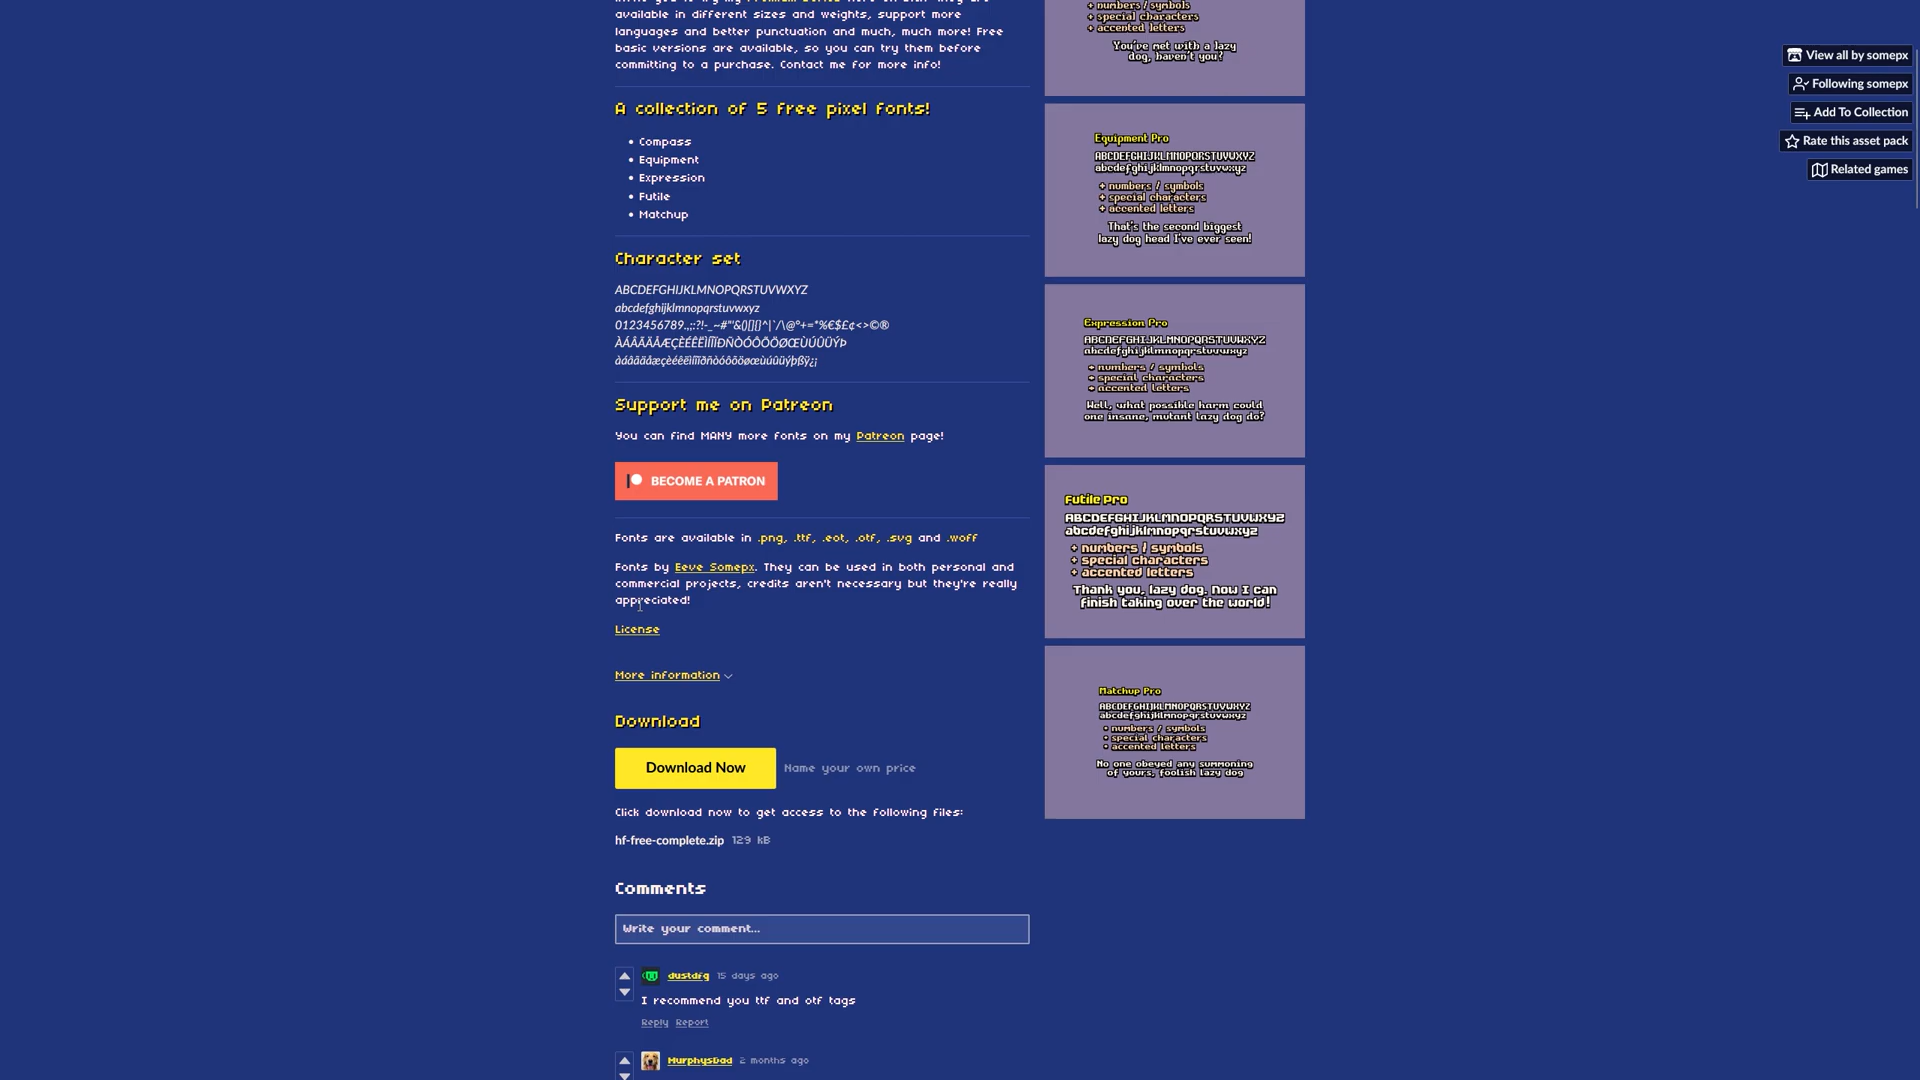 available in different sizes and weights, support more
languages and better punctuation and much, much more! Free
basic versions are available, so you can try them before
committing to a purchase. Contact me for more info!
A collection of 5 free pixel fonts!
• Compass
• Equipment
• Expression
• Futile
• Matchup
Character set
ABCDEFGHIJKLMNOPQRSTUVWXYZ
abcdefghijklmnopqrstuvwxyz
0123456789.,;:?!-_~#"'&()[]{}^|`/\@°+=*%€$£¢<>©®
ÀÁÂÃÄÅÆÇÈÉÊËÌÍÎÏÐÑÒÓÔÕÖØŒÙÚÛÜÝÞ
àáâãäåæçèéêëìíîïðñòóôõöøœùúûüýþßÿ¿¡
Support me on Patreon
You can find MANY more fonts on my Patreon page!
BECOME A PATRON
Fonts are available in .png, .ttf, .eot, .otf, .svg and .woff
Fonts by Eeve Somepx. They can be used in both personal and
commercial projects, credits aren't necessary but they're really
appreciated!
License
More information
Download
Download Now Name your own price
Click download now to get access to the following files:
hf-free-complete.zip 129 kB
Comments
Write your comment...
dustdfg 15 days ago
I recommend you ttf and otf tags
Reply Report
MurphysDad 2 months ago
+ numbers / symbols
+ special characters
+ accented letters
You've met with a lazy
dog, haven't you?
Equipment Pro
ABCDEFGHIJKLMNOPQRSTUVWXYZ
abcdefghijklmnopqrstuvwxyz
+ numbers / symbols
+ special characters
+ accented letters
That's the second biggest
lazy dog head I've ever seen!
Expression Pro
ABCDEFGHIJKLMNOPQRSTUVWXYZ
abcdefghijklmnopqrstuvwxyz
+ numbers / symbols
+ special characters
+ accented letters
Well, what possible harm could
one insane, mutant lazy dog do?
Futile Pro
ABCDEFGHIJKLMNOPQRSTUVWXYZ
abcdefghijklmnopqrstuvwxyz
+ numbers / symbols
+ special characters
+ accented letters
Thank you, lazy dog. Now I can
finish taking over the world!
Matchup Pro
ABCDEFGHIJKLMNOPQRSTUVWXYZ
abcdefghijklmnopqrstuvwxyz
+ numbers / symbols
+ special characters
+ accented letters
No one obeyed any summoning
of yours, foolish lazy dog
View all by somepx
Following somepx
Add To Collection
Rate this asset pack
Related games